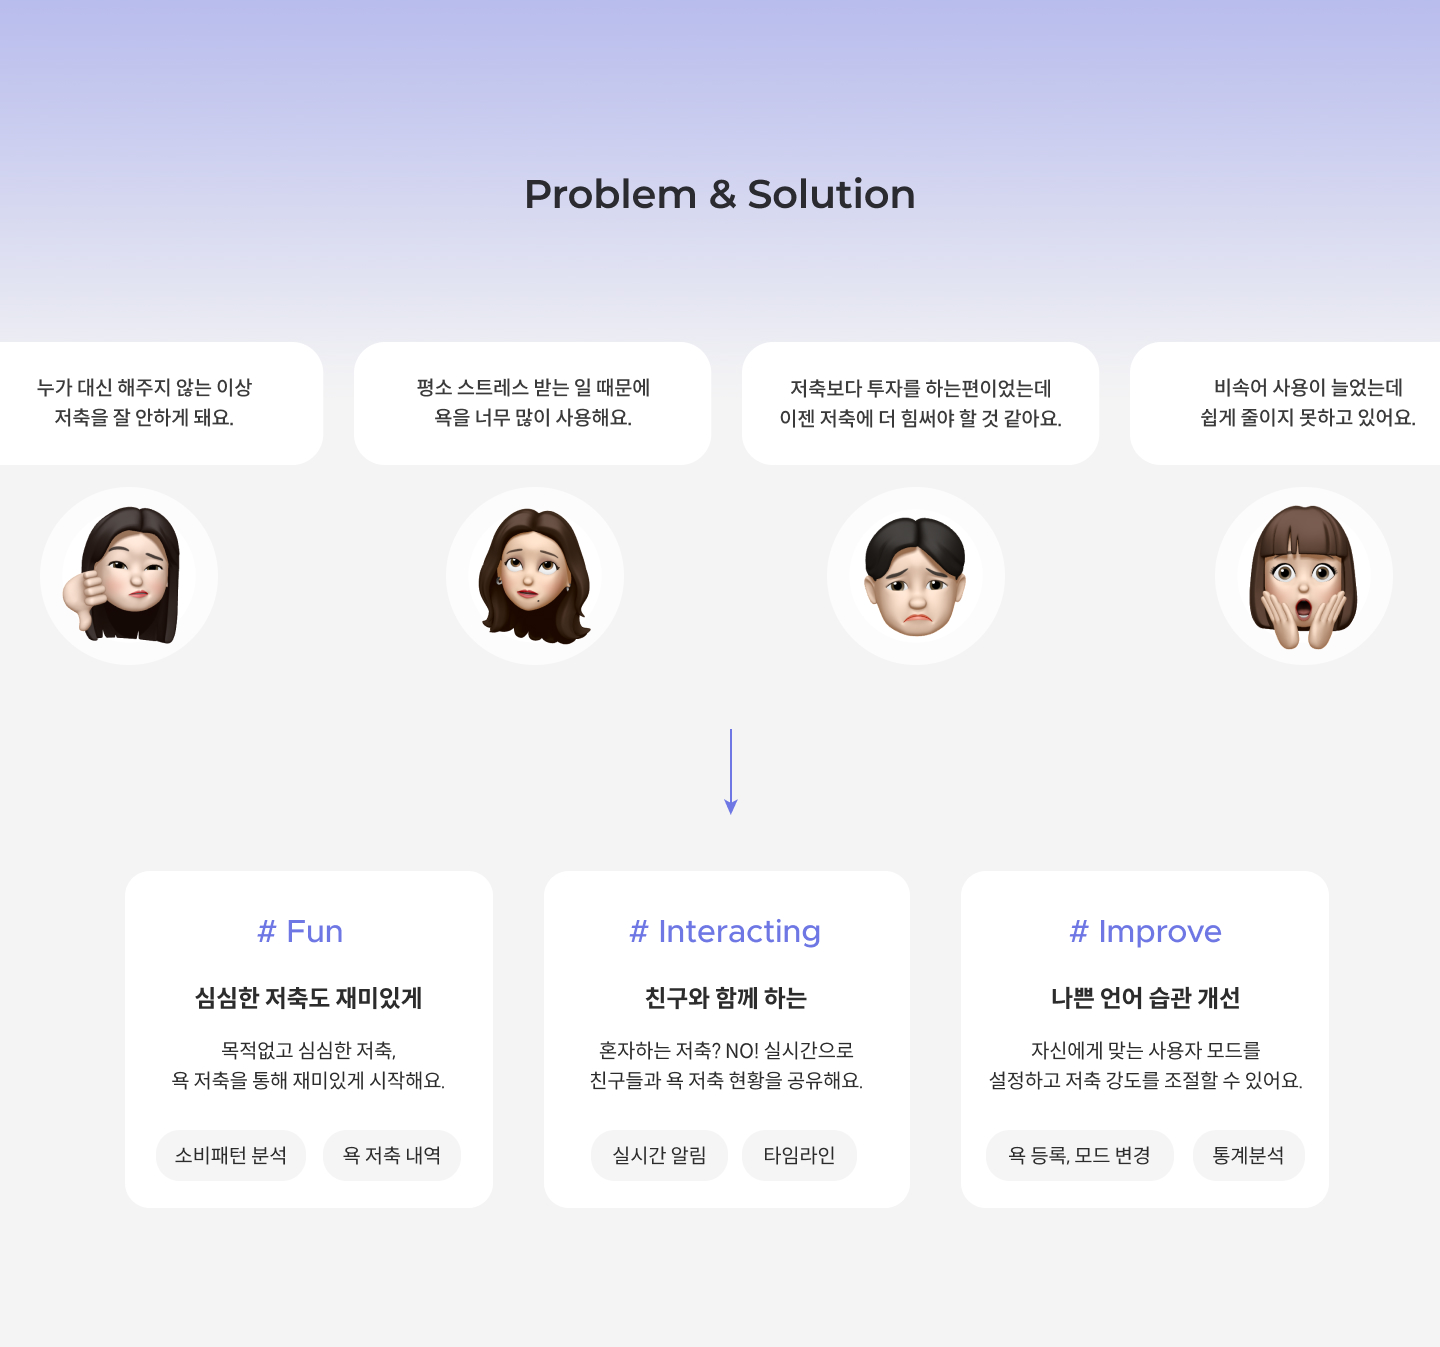 Problem & Solution
누가 대신 해주지 않는 이상
저축을 잘 안하게 돼요.
평소 스트레스 받는 일 때문에
욕을 너무 많이 사용해요.
저축보다 투자를 하는편이었는데
이젠 저축에 더 힘써야 할 것 같아요.
비속어 사용이 늘었는데
쉽게 줄이지 못하고 있어요.
# Fun
심심한 저축도 재미있게
목적없고 심심한 저축,
욕 저축을 통해 재미있게 시작해요.
소비패턴 분석
욕 저축 내역
# Interacting
친구와 함께 하는
혼자하는 저축? NO! 실시간으로
친구들과 욕 저축 현황을 공유해요.
실시간 알림
타임라인
# Improve
나쁜 언어 습관 개선
자신에게 맞는 사용자 모드를
설정하고 저축 강도를 조절할 수 있어요.
욕 등록, 모드 변경
통계분석